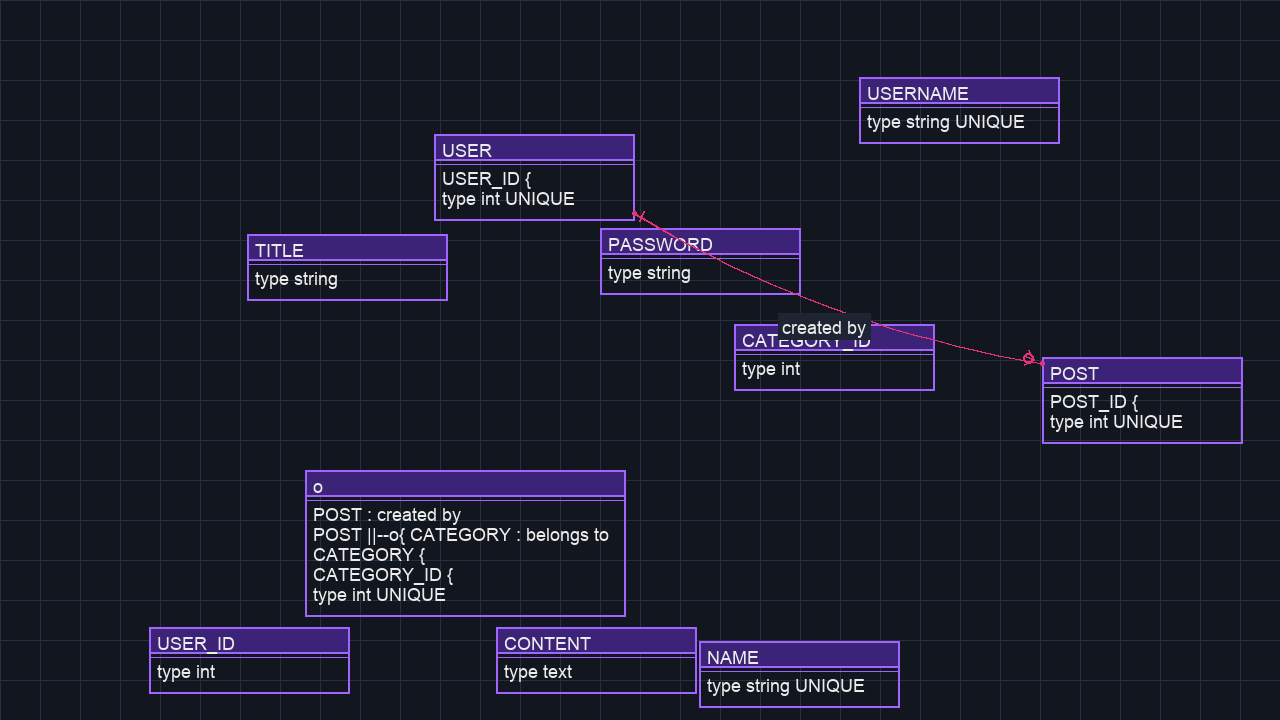 USERNAME
type string UNIQUE
USER
USER_ID {
type int UNIQUE
TITLE
type string
PASSWORD
type string
created by
CATEGORY_ID
type int
POST
POST_ID {
type int UNIQUE
o
POST : created by
POST ||--o{ CATEGORY : belongs to
CATEGORY {
CATEGORY_ID {
type int UNIQUE
USER_ID
type int
CONTENT
type text
NAME
type string UNIQUE